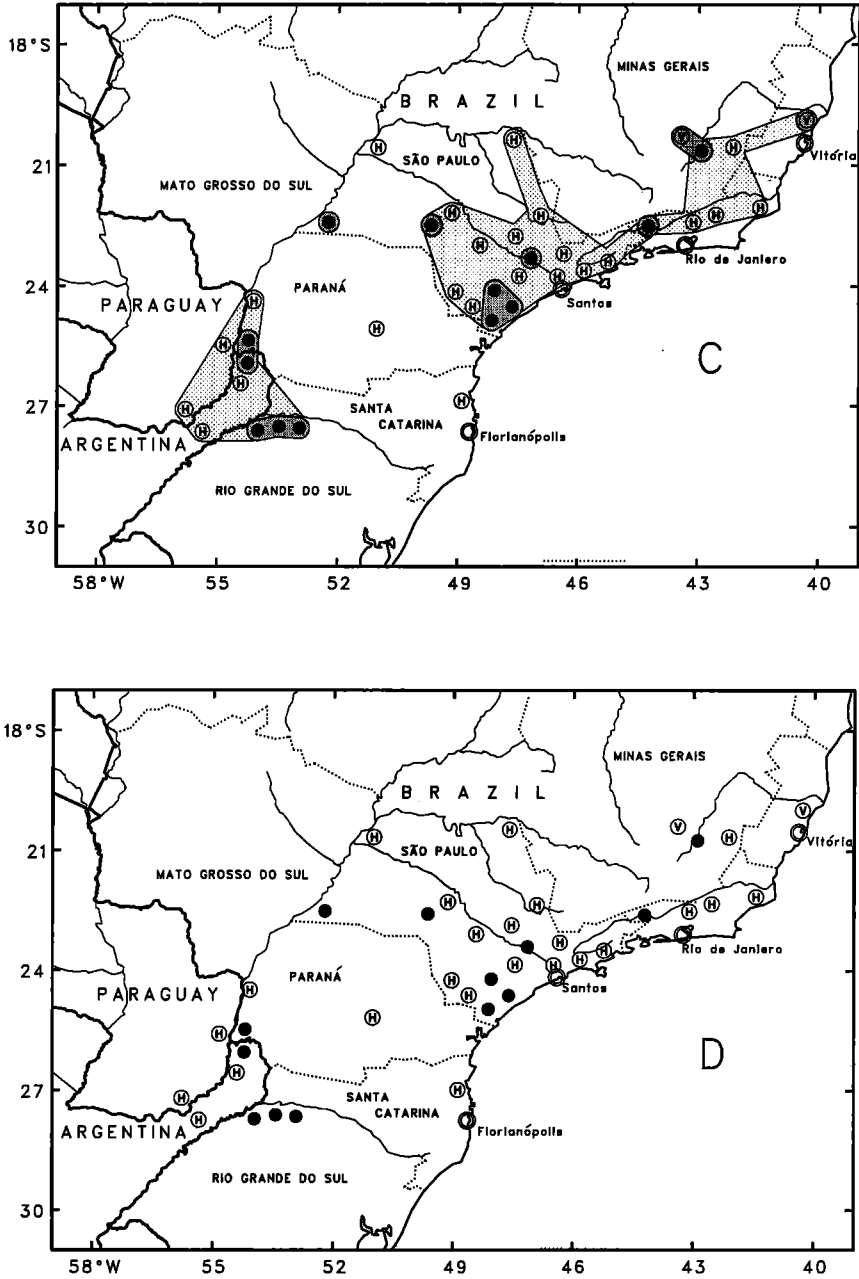 18°S
MINAS GERAIS
BRAZIL
H
H
V
21
SÃO PAULO
H
Vitória
MATO GROSSO DO SUL
H
H
H
H
H
H
H
H
Rio de Janiero
24
H
H
H
H
H
PARANÁ
H
Santos
PARAGUAY
H
H
H
H
C
H
H
H
27
SANTA
CATARINA
H
Florianópolis
ARGENTINA
RIO GRANDE DO SUL
30
58°W
55
52
49
46
43
40
18°S
MINAS GERAIS
BRAZIL
V
V
H
H
H
21
SÃO PAULO
Vitória
MATO GROSSO DO SUL
H
H
H
H
H
H
H
H
Rio de Janiero
24
H
H
H
H
H
PARANÁ
H
Santos
PARAGUAY
H
H
H
H
D
H
H
H
27
SANTA
CATARINA
H
Florianópolis
ARGENTINA
RIO GRANDE DO SUL
30
58°W
55
52
49
46
43
40